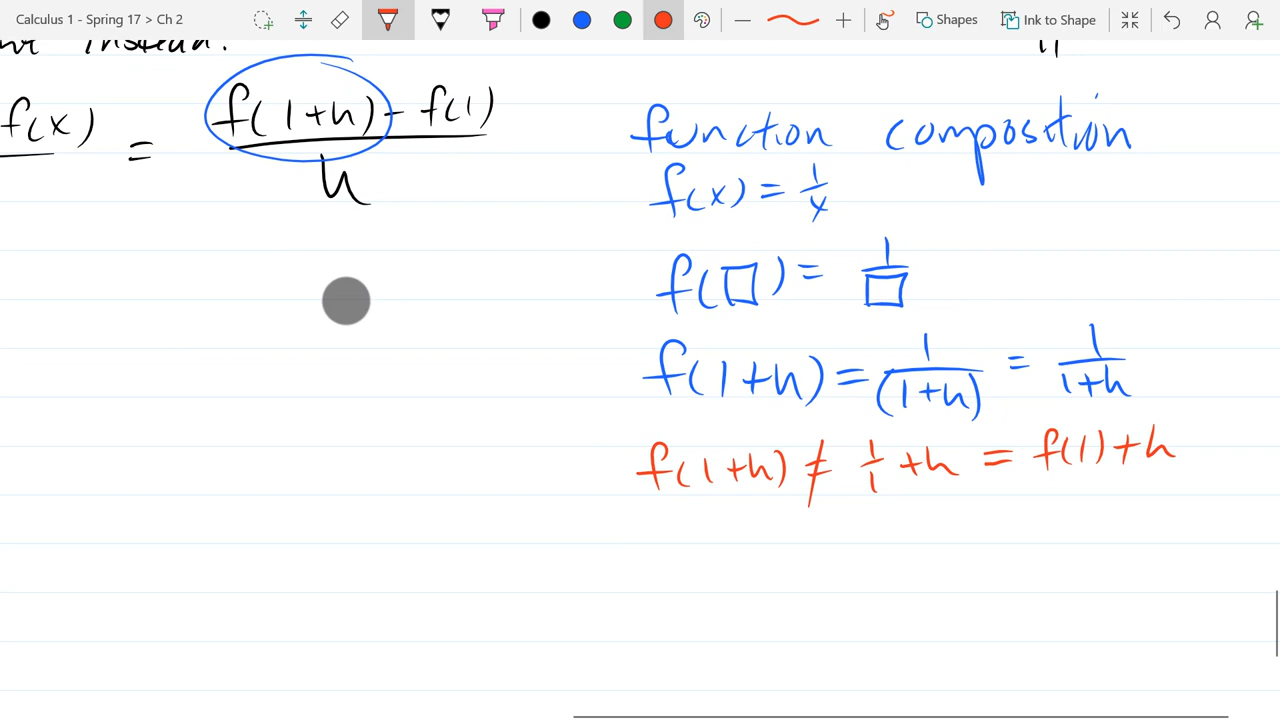 Calculus 1 - Spring 17 > Ch 2
Shapes
Ink to Shape
instead.
f(x) = f(1+h) - f(1) / h
function composition
f(x) = 1/x
f(□) = 1/□
f(1+h) = 1/(1+h) = 1/1+h
f(1+h) ≠ 1/1 + h = f(1) + h